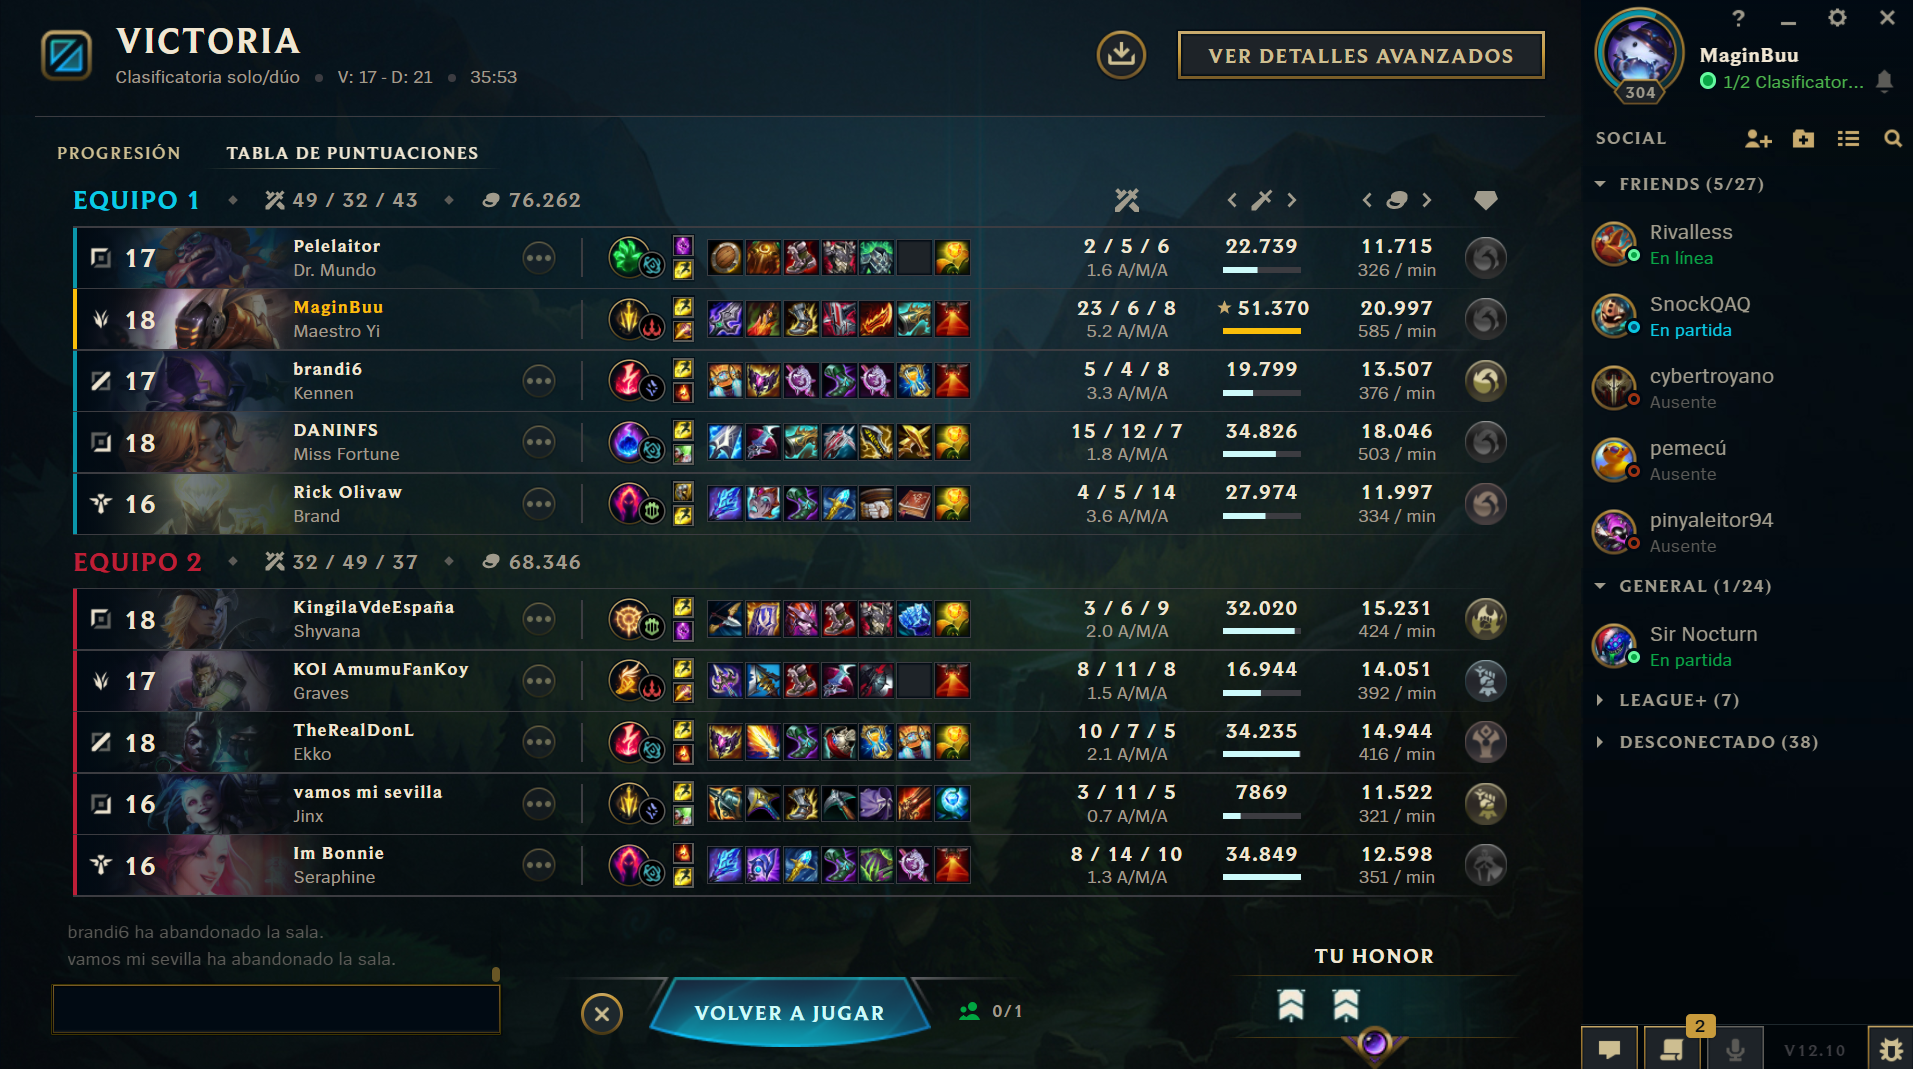 VICTORIA
Clasificatoria solo/dúo • V: 17 - D: 21 • 35:53
VER DETALLES AVANZADOS
PROGRESIÓN
TABLA DE PUNTUACIONES
EQUIPO 1 49 / 32 / 43 76.262
17 Pelelaitor 2 / 5 / 6 22.739 11.715
Dr. Mundo 1.6 A/M/A 326 / min
18 MaginBuu 23 / 6 / 8 51.370 20.997
Maestro Yi 5.2 A/M/A 585 / min
17 brandi6 5 / 4 / 8 19.799 13.507
Kennen 3.3 A/M/A 376 / min
18 DANINFS 15 / 12 / 7 34.826 18.046
Miss Fortune 1.8 A/M/A 503 / min
16 Rick Olivaw 4 / 5 / 14 27.974 11.997
Brand 3.6 A/M/A 334 / min
EQUIPO 2 32 / 49 / 37 68.346
18 KingilaVdeEspaña 3 / 6 / 9 32.020 15.231
Shyvana 2.0 A/M/A 424 / min
17 KOI AmumuFanKoy 8 / 11 / 8 16.944 14.051
Graves 1.5 A/M/A 392 / min
18 TheRealDonL 10 / 7 / 5 34.235 14.944
Ekko 2.1 A/M/A 416 / min
16 vamos mi sevilla 3 / 11 / 5 7869 11.522
Jinx 0.7 A/M/A 321 / min
16 Im Bonnie 8 / 14 / 10 34.849 12.598
Seraphine 1.3 A/M/A 351 / min
brandi6 ha abandonado la sala.
vamos mi sevilla ha abandonado la sala.
VOLVER A JUGAR
0/1
TU HONOR
?
304
MaginBuu
1/2 Clasificator...
SOCIAL
FRIENDS (5/27)
Rivalless
En línea
SnockQAQ
En partida
cybertroyano
Ausente
pemecú
Ausente
pinyaleitor94
Ausente
GENERAL (1/24)
Sir Nocturn
En partida
LEAGUE+ (7)
DESCONECTADO (38)
2
V12.10